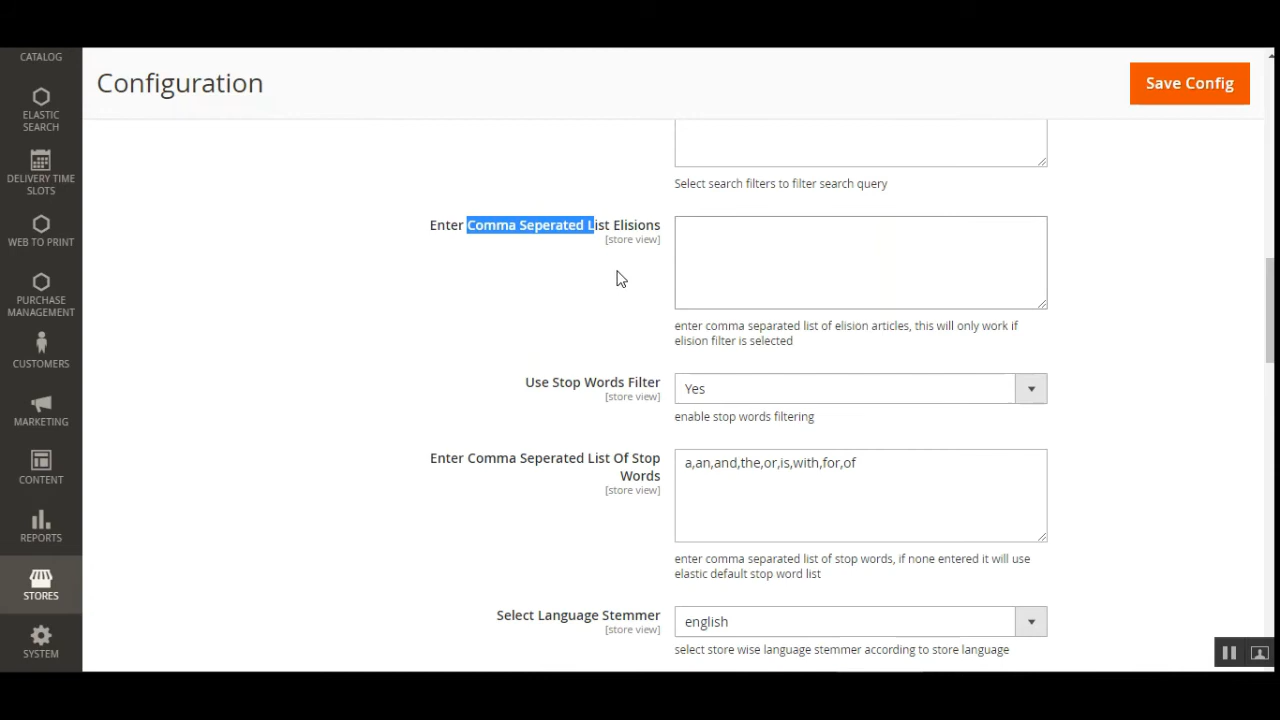 CATALOG
ELASTIC
SEARCH
DELIVERY TIME
SLOTS
WEB TO PRINT
PURCHASE
MANAGEMENT
CUSTOMERS
MARKETING
CONTENT
REPORTS
STORES
SYSTEM
Configuration
Save Config
Select search filters to filter search query
Enter Comma Seperated List Elisions
[store view]
enter comma separated list of elision articles, this will only work if
elision filter is selected
Use Stop Words Filter
[store view]
Yes
enable stop words filtering
Enter Comma Seperated List Of Stop
Words
[store view]
a,an,and,the,or,is,with,for,of
enter comma separated list of stop words, if none entered it will use
elastic default stop word list
Select Language Stemmer
[store view]
english
select store wise language stemmer according to store language